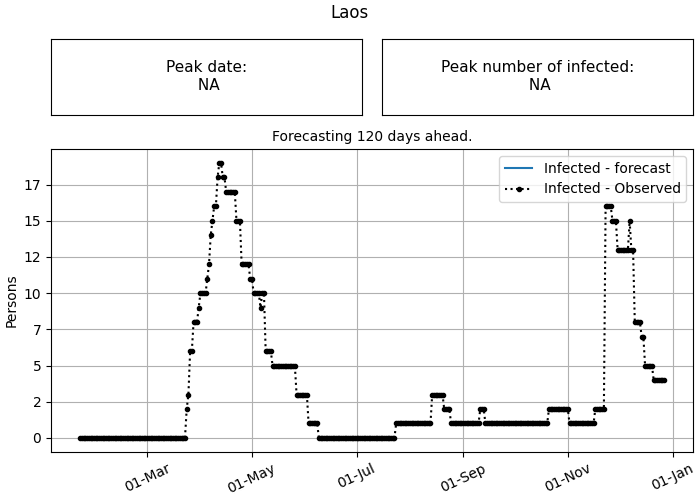 Laos
Peak date:
NA
Peak number of infected:
NA
Forecasting 120 days ahead.
Infected - forecast
Infected - Observed
Persons
17
15
12
10
7
5
2
0
01-Mar
01-May
01-Jul
01-Sep
01-Nov
01-Jan